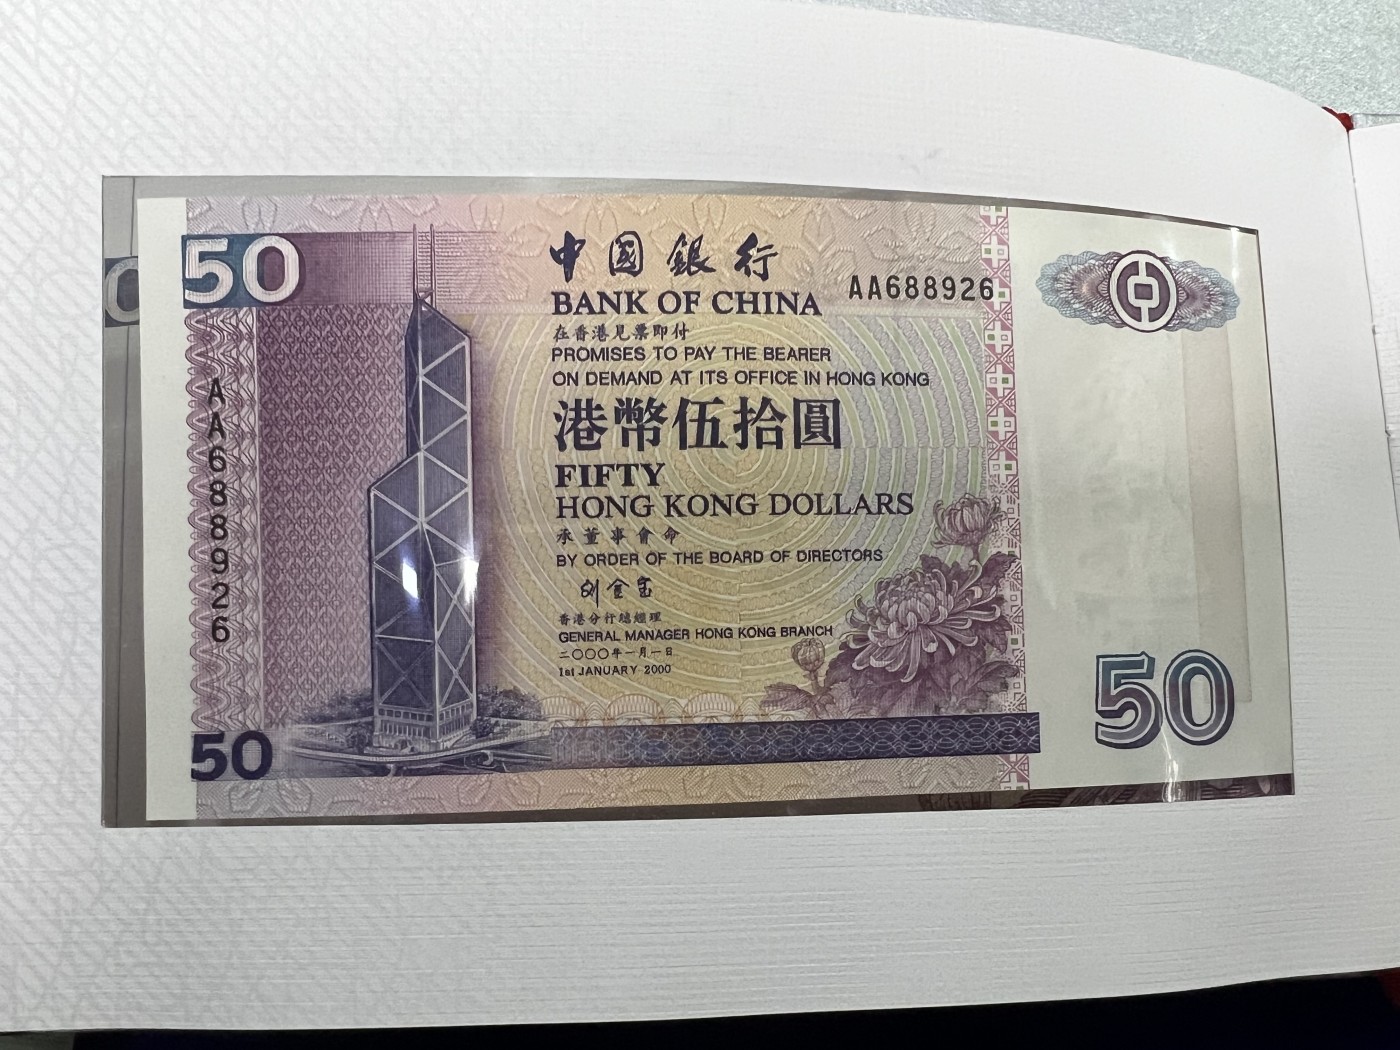 50
中國銀行
BANK OF CHINA
AA688926
在香港見票即付
PROMISES TO PAY THE BEARER
ON DEMAND AT ITS OFFICE IN HONG KONG
港幣伍拾圓
FIFTY
HONG KONG DOLLARS
承董事會命
BY ORDER OF THE BOARD OF DIRECTORS
香港分行總經理
GENERAL MANAGER HONG KONG BRANCH
二〇〇〇年一月一日
1st JANUARY 2000
AA688926
50
50